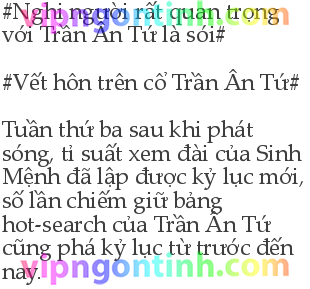 #Nghi người rất quan trọng
với Trần Ân Tứ là sói#
#Vết hôn trên cổ Trần Ân Tứ#
Tuần thứ ba sau khi phát
sóng, tỉ suất xem đài của Sinh
Mệnh đã lập được kỷ lục mới,
số lần chiếm giữ bảng
hot-search của Trần Ân Tứ
cũng phá kỷ lục từ trước đến
nay.
vipngontinh.com
vipngontinh.com